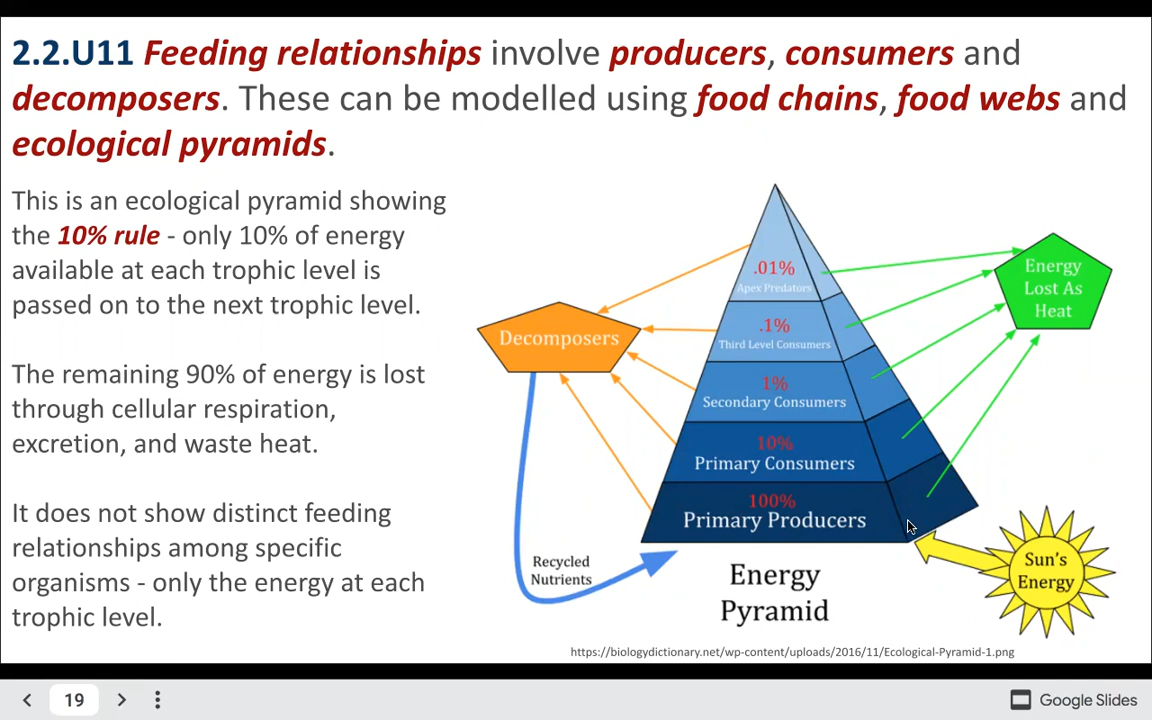 2.2.U11 Feeding relationships involve producers, consumers and
decomposers. These can be modelled using food chains, food webs and
ecological pyramids.
This is an ecological pyramid showing
the 10% rule - only 10% of energy
available at each trophic level is
passed on to the next trophic level.
The remaining 90% of energy is lost
through cellular respiration,
excretion, and waste heat.
It does not show distinct feeding
relationships among specific
organisms - only the energy at each
trophic level.
.01%
Apex Predators
.1%
Third Level Consumers
1%
Secondary Consumers
10%
Primary Consumers
100%
Primary Producers
Decomposers
Energy
Lost As
Heat
Recycled
Nutrients
Energy
Pyramid
Sun's
Energy
https://biologydictionary.net/wp-content/uploads/2016/11/Ecological-Pyramid-1.png
19
Google Slides